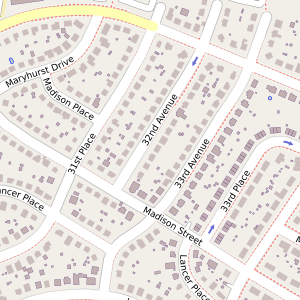 Maryhurst Drive
Madison Place
32nd Avenue
31st Place
33rd Avenue
33rd Place
Lancer Place
Madison Street
Lancer Place